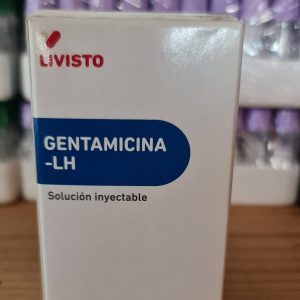 LIVISTO
GENTAMICINA
-LH
Solución inyectable